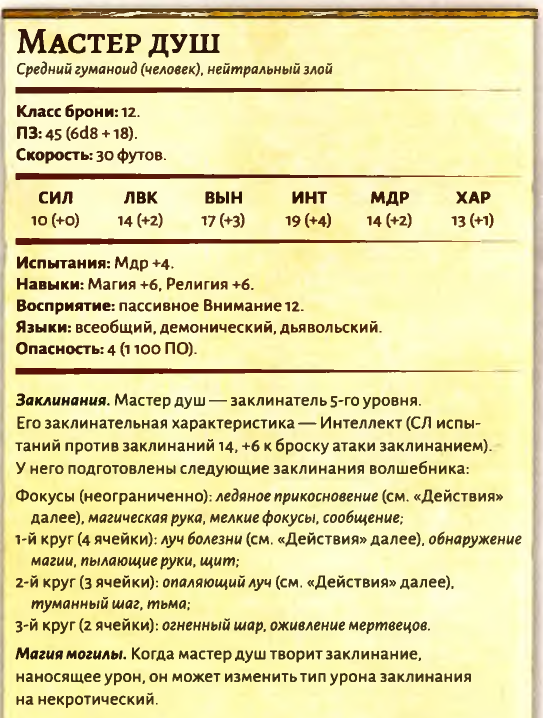 Мастер душ
Средний гуманоид (человек), нейтральный злой
Класс брони: 12.
ПЗ: 45 (6d8 + 18).
Скорость: 30 футов.
СИЛ ЛВК ВЫН ИНТ МДР ХАР
10 (+0) 14 (+2) 17 (+3) 19 (+4) 14 (+2) 13 (+1)
Испытания: Мдр +4.
Навыки: Магия +6, Религия +6.
Восприятие: пассивное Внимание 12.
Языки: всеобщий, демонический, дьявольский.
Опасность: 4 (1 100 ПО).
Заклинания. Мастер душ — заклинатель 5-го уровня.
Его заклинательная характеристика — Интеллект (СЛ испы-
таний против заклинаний 14, +6 к броску атаки заклинанием).
У него подготовлены следующие заклинания волшебника:
Фокусы (неограниченно): ледяное прикосновение (см. «Действия»
далее), магическая рука, мелкие фокусы, сообщение;
1-й круг (4 ячейки): луч болезни (см. «Действия» далее), обнаружение
магии, пылающие руки, щит;
2-й круг (3 ячейки): опаляющий луч (см. «Действия» далее),
туманный шаг, тьма;
3-й круг (2 ячейки): огненный шар, оживление мертвецов.
Магия могилы. Когда мастер душ творит заклинание,
наносящее урон, он может изменить тип урона заклинания
на некротический.